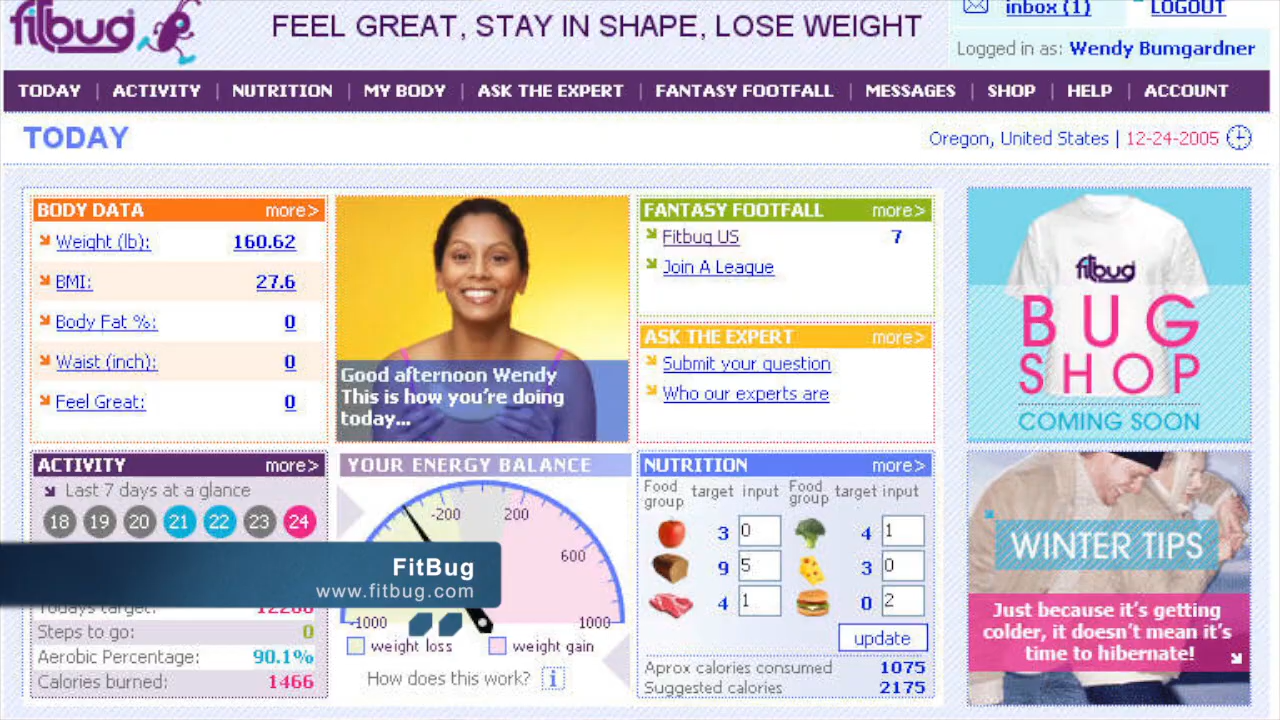 fitbug
FEEL GREAT, STAY IN SHAPE, LOSE WEIGHT
inbox (1)
LOGOUT
Logged in as: Wendy Bumgardner
TODAY | ACTIVITY | NUTRITION | MY BODY | ASK THE EXPERT | FANTASY FOOTFALL | MESSAGES | SHOP | HELP | ACCOUNT
TODAY
Oregon, United States | 12-24-2005
BODY DATA more>
Weight (lb): 160.62
BMI: 27.6
Body Fat %: 0
Waist (inch): 0
Feel Great: 0
Good afternoon Wendy
This is how you're doing
today...
FANTASY FOOTFALL more>
Fitbug US 7
Join A League
ASK THE EXPERT more>
Submit your question
Who our experts are
fitbug
BUG
SHOP
COMING SOON
ACTIVITY more>
Last 7 days at a glance
18 19 20 21 22 23 24
Todays target:
Steps to go: 0
Aerobic Percentage: 90.1%
Calories burned: 1466
FitBug
www.fitbug.com
YOUR ENERGY BALANCE
-200 200
600
-1000 1000
weight loss weight gain
How does this work? i
NUTRITION more>
Food group target input Food group target input
3 0 4 1
9 5 3 0
4 1 0 2
update
Aprox calories consumed 1075
Suggested calories 2175
WINTER TIPS
Just because it's getting
colder, it doesn't mean it's
time to hibernate!